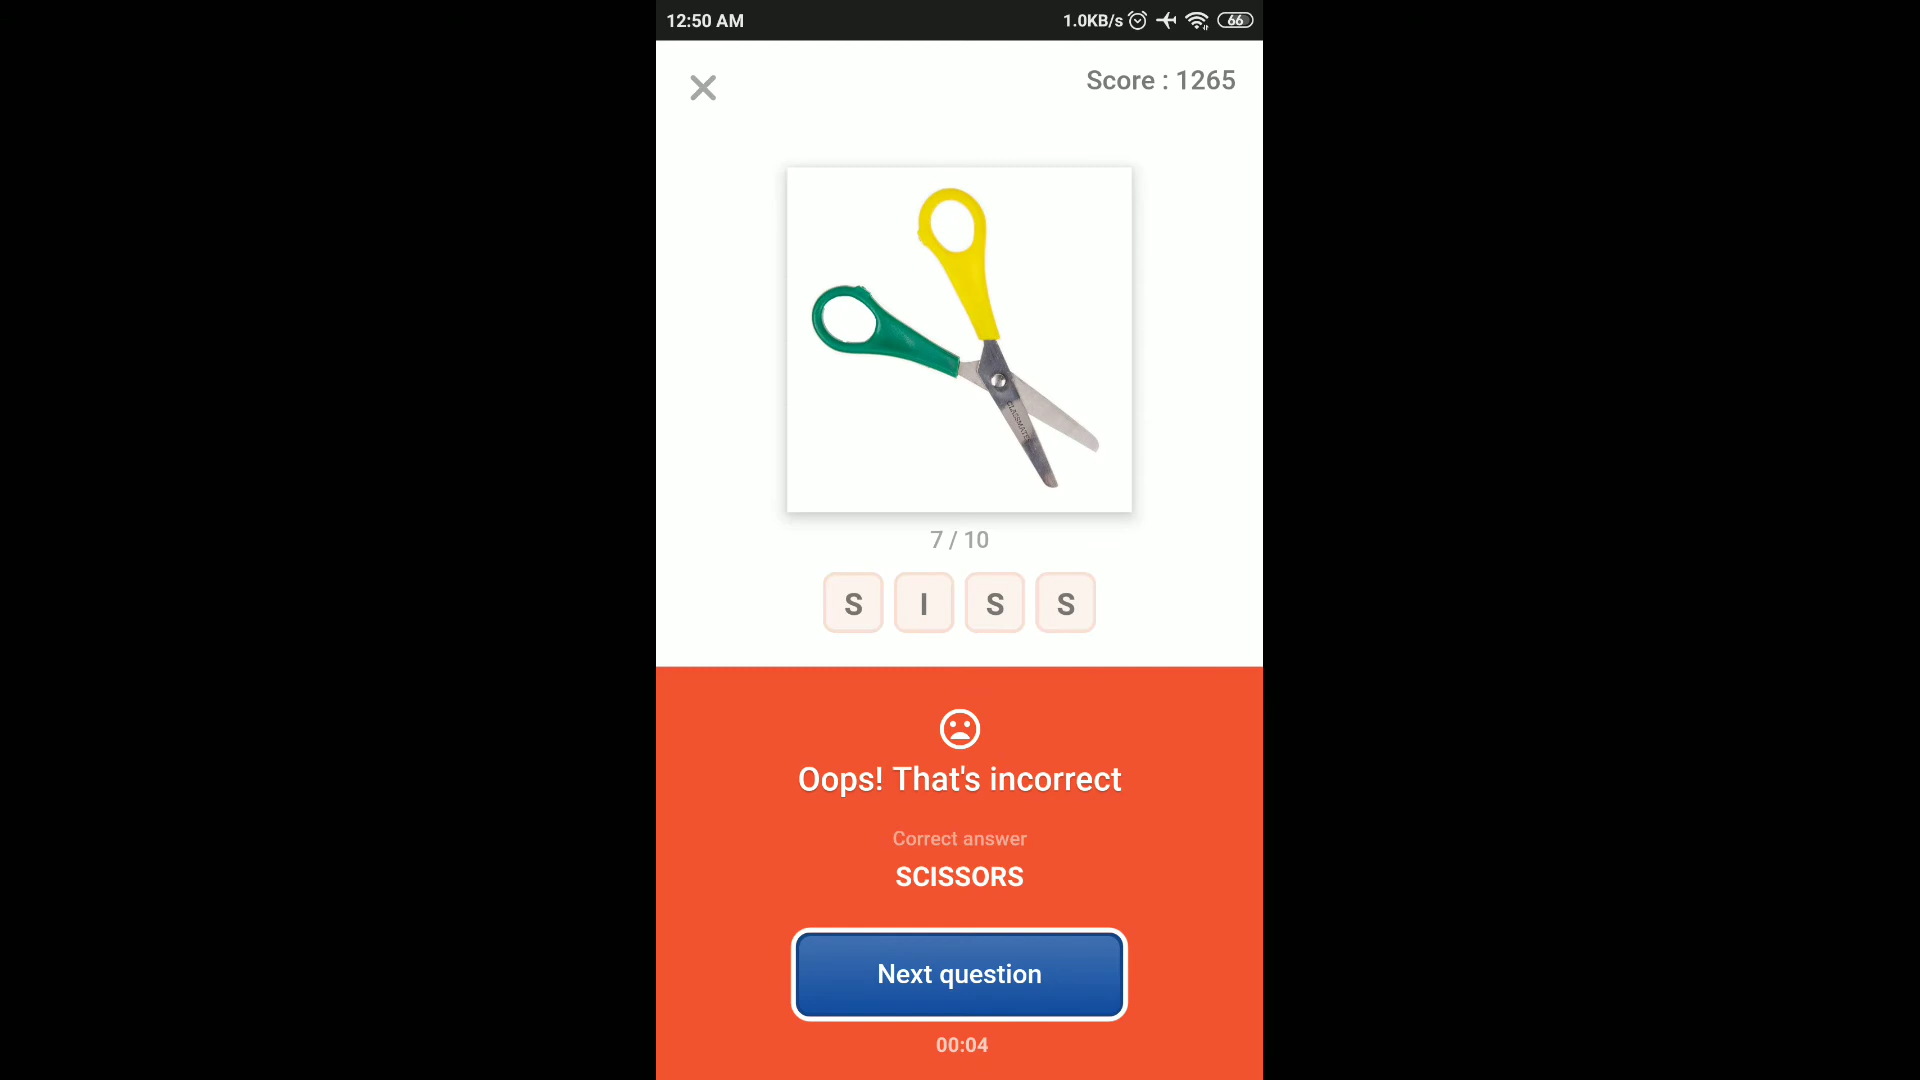 12:50 AM 1.0KB/s 66
Score : 1265
CLASSMATE
7 / 10
S I S S
Oops! That's incorrect
Correct answer
SCISSORS
Next question
00:04